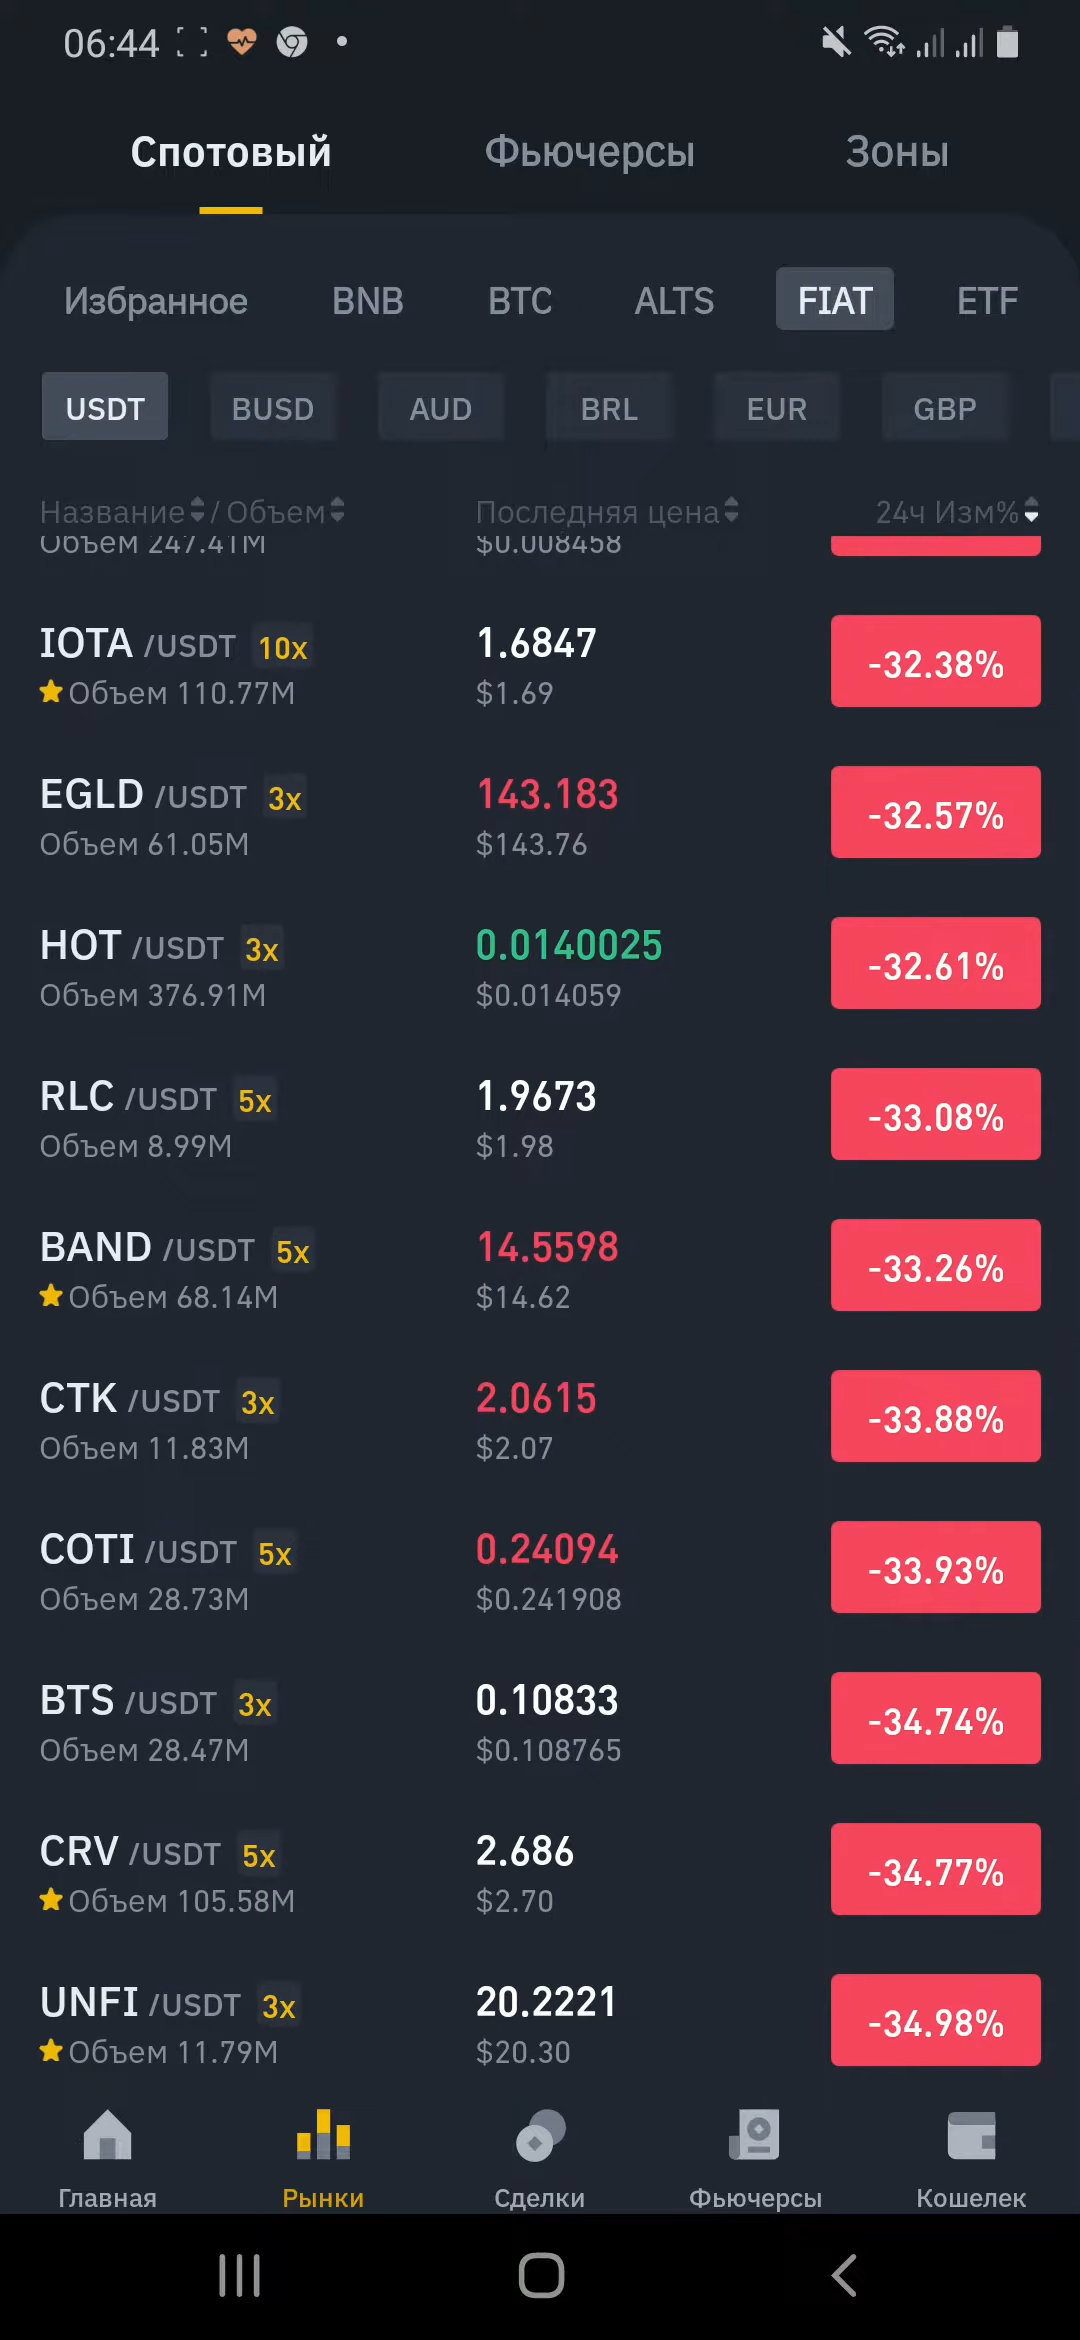 06:44
Спотовый Фьючерсы Зоны
Избранное BNB BTC ALTS FIAT ETF
USDT BUSD AUD BRL EUR GBP
Название / Объем Последняя цена 24ч Изм%
Объем 247.41M $0.008458
IOTA /USDT 10x 1.6847 -32.38%
Объем 110.77M $1.69
EGLD /USDT 3x 143.183 -32.57%
Объем 61.05M $143.76
HOT /USDT 3x 0.0140025 -32.61%
Объем 376.91M $0.014059
RLC /USDT 5x 1.9673 -33.08%
Объем 8.99M $1.98
BAND /USDT 5x 14.5598 -33.26%
Объем 68.14M $14.62
CTK /USDT 3x 2.0615 -33.88%
Объем 11.83M $2.07
COTI /USDT 5x 0.24094 -33.93%
Объем 28.73M $0.241908
BTS /USDT 3x 0.10833 -34.74%
Объем 28.47M $0.108765
CRV /USDT 5x 2.686 -34.77%
Объем 105.58M $2.70
UNFI /USDT 3x 20.2221 -34.98%
Объем 11.79M $20.30
Главная Рынки Сделки Фьючерсы Кошелек